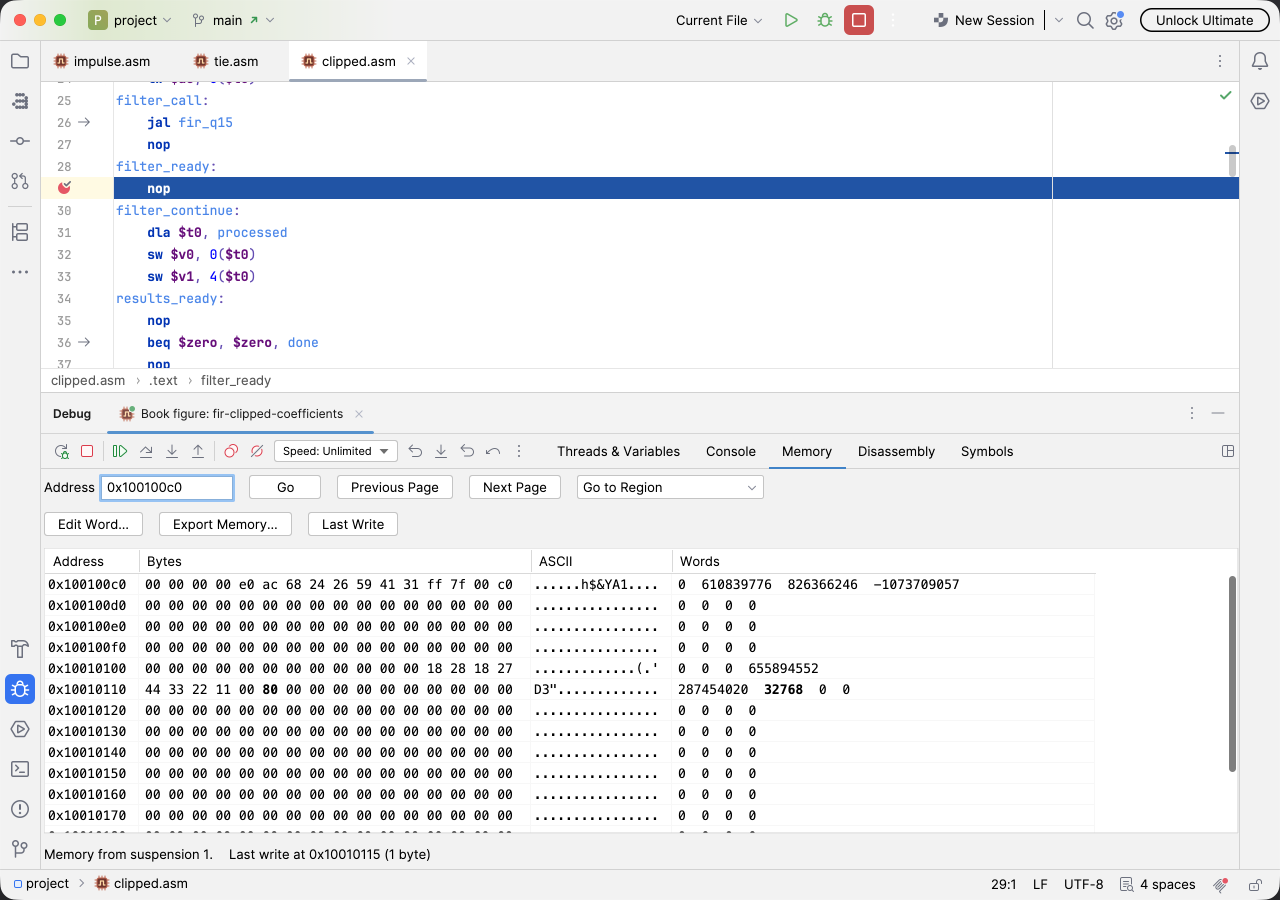 P project main Current File New Session Unlock Ultimate
impulse.asm tie.asm clipped.asm
25 filter_call:
26 jal fir_q15
27 nop
28 filter_ready:
nop
30 filter_continue:
31 dla $t0, processed
32 sw $v0, 0($t0)
33 sw $v1, 4($t0)
34 results_ready:
35 nop
36 beq $zero, $zero, done
37 nop
clipped.asm › .text › filter_ready
Debug Book figure: fir-clipped-coefficients
Speed: Unlimited Threads & Variables Console Memory Disassembly Symbols
Address 0x100100c0 Go Previous Page Next Page Go to Region
Edit Word... Export Memory... Last Write
Address Bytes ASCII Words
0x100100c0 00 00 00 00 e0 ac 68 24 26 59 41 31 ff 7f 00 c0 ......h$&YA1.... 0 610839776 826366246 -1073709057
0x100100d0 00 00 00 00 00 00 00 00 00 00 00 00 00 00 00 00 ................ 0 0 0 0
0x100100e0 00 00 00 00 00 00 00 00 00 00 00 00 00 00 00 00 ................ 0 0 0 0
0x100100f0 00 00 00 00 00 00 00 00 00 00 00 00 00 00 00 00 ................ 0 0 0 0
0x10010100 00 00 00 00 00 00 00 00 00 00 00 00 18 28 18 27 .............(.' 0 0 0 655894552
0x10010110 44 33 22 11 00 80 00 00 00 00 00 00 00 00 00 00 D3"............. 287454020 32768 0 0
0x10010120 00 00 00 00 00 00 00 00 00 00 00 00 00 00 00 00 ................ 0 0 0 0
0x10010130 00 00 00 00 00 00 00 00 00 00 00 00 00 00 00 00 ................ 0 0 0 0
0x10010140 00 00 00 00 00 00 00 00 00 00 00 00 00 00 00 00 ................ 0 0 0 0
0x10010150 00 00 00 00 00 00 00 00 00 00 00 00 00 00 00 00 ................ 0 0 0 0
0x10010160 00 00 00 00 00 00 00 00 00 00 00 00 00 00 00 00 ................ 0 0 0 0
0x10010170 00 00 00 00 00 00 00 00 00 00 00 00 00 00 00 00 ................ 0 0 0 0
Memory from suspension 1. Last write at 0x10010115 (1 byte)
project › clipped.asm 29:1 LF UTF-8 4 spaces